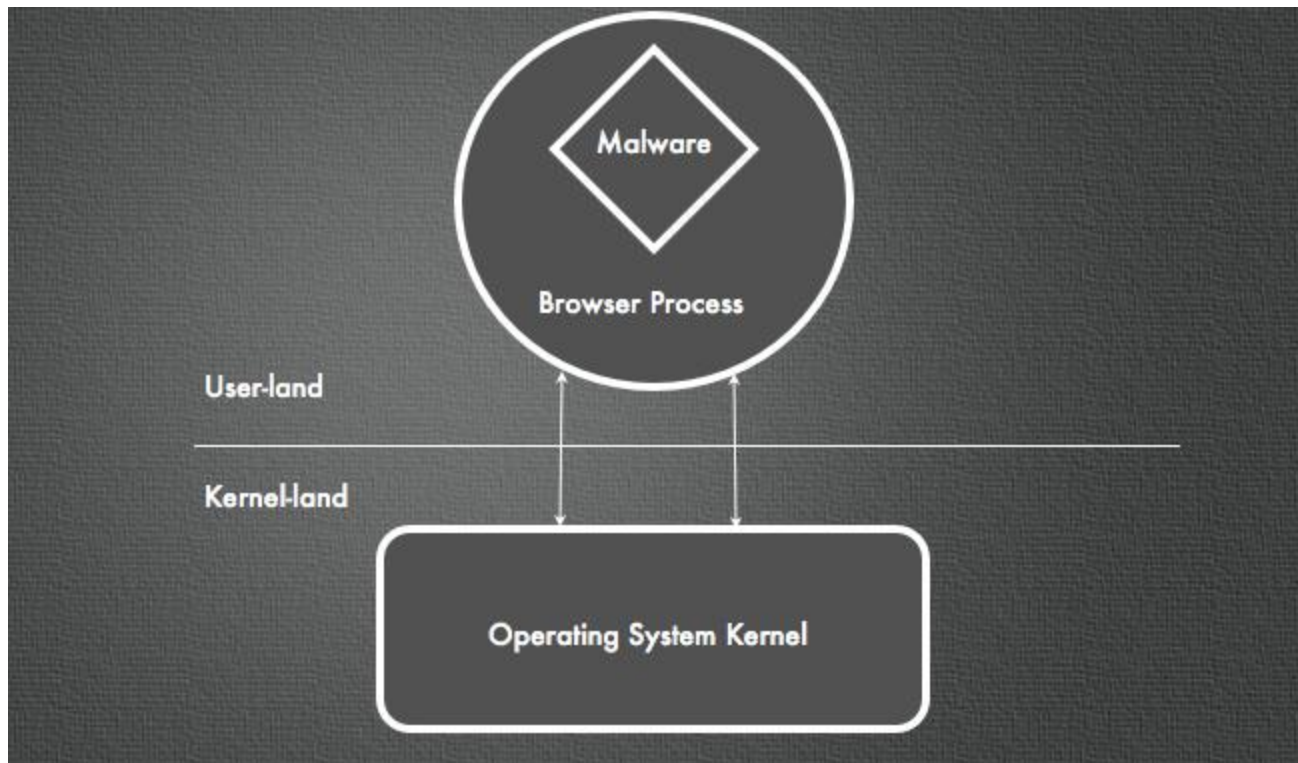 Malware
Browser Process
User-land
Kernel-land
Operating System Kernel